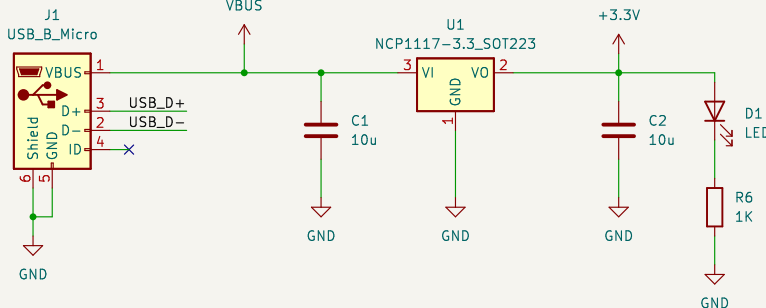 J1
USB_B_Micro
VBUS
1
D+
3
USB_D+
D-
2
USB_D-
ID
4
Shield
GND
6
5
GND
VBUS
C1
10u
GND
U1
NCP1117-3.3_SOT223
3
VI
VO
2
GND
1
GND
+3.3V
C2
10u
GND
D1
LED
R6
1K
GND